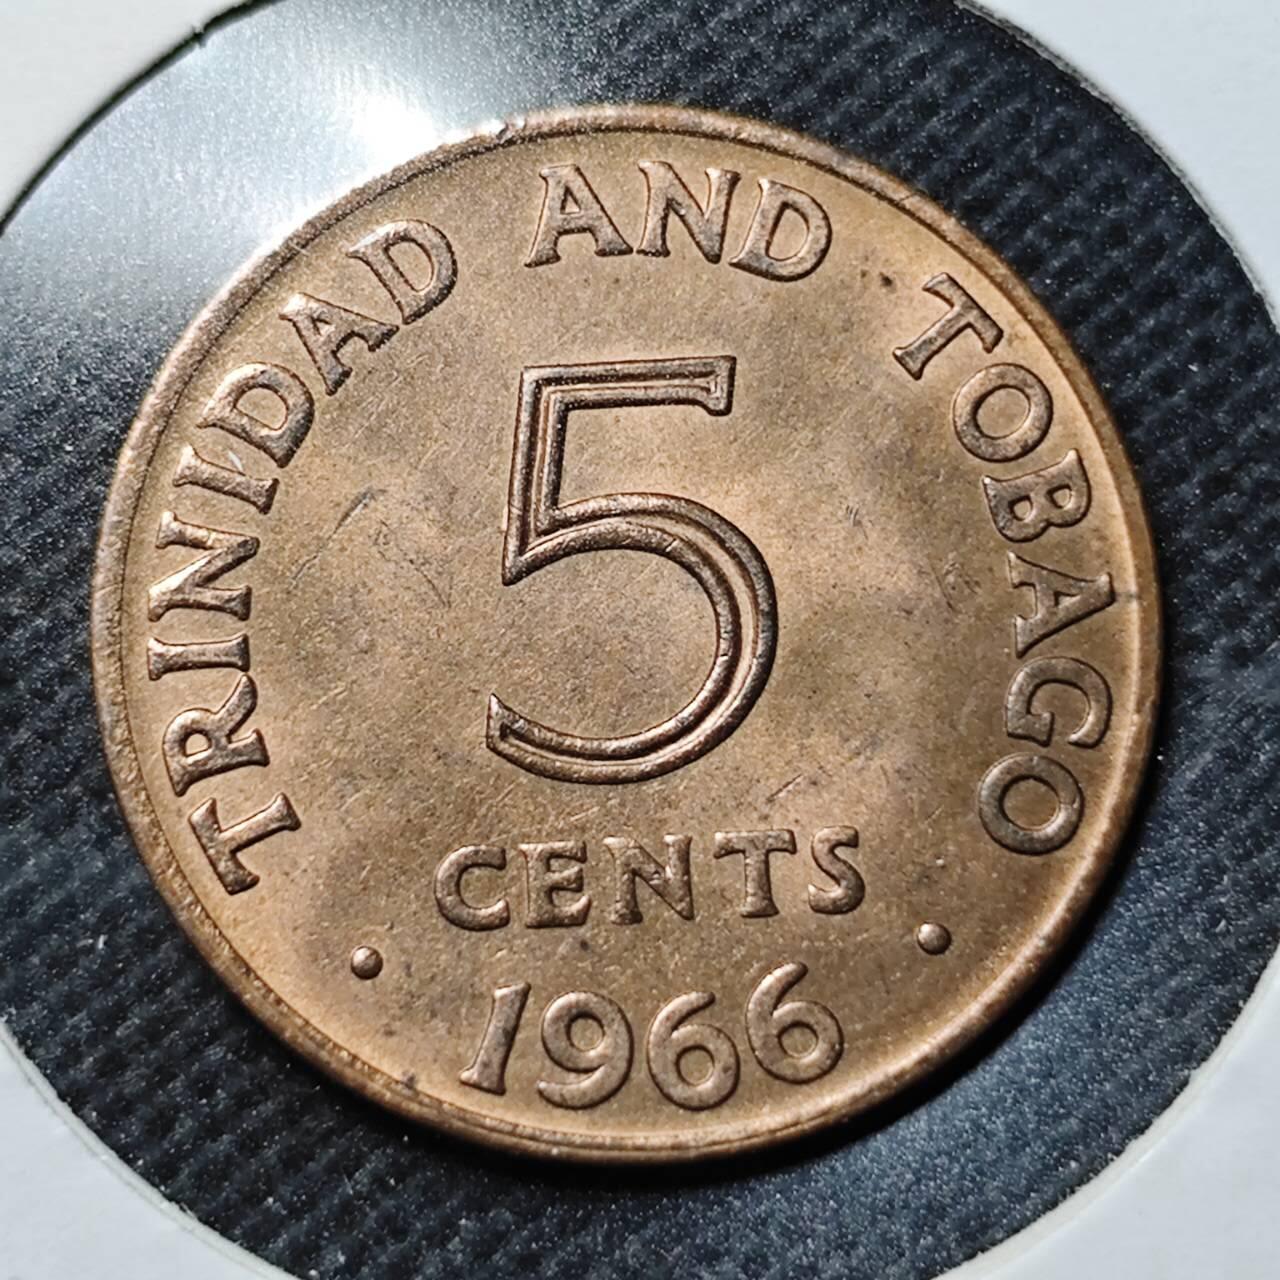 TRINIDAD AND TOBAGO
5
CENTS
• 1966 •